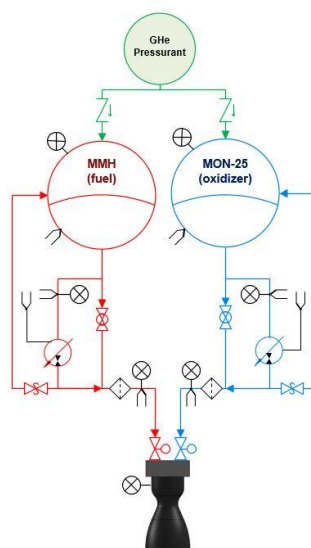 GHe
Pressurant
MMH
(fuel)
MON-25
(oxidizer)